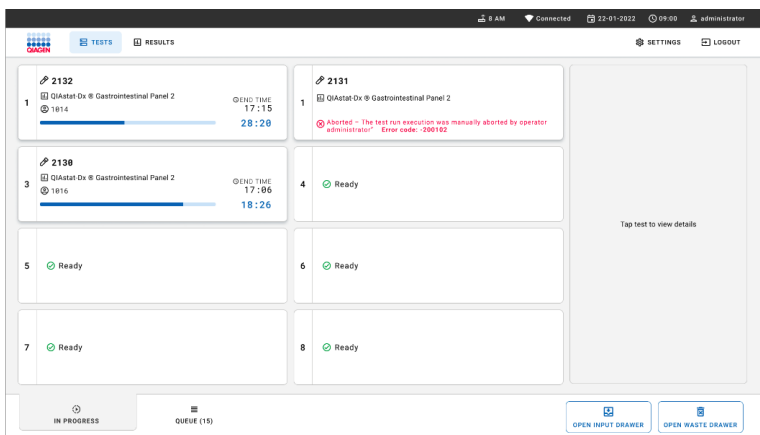 8 AM Connected 22-01-2022 09:00 administrator
QIAGEN TESTS RESULTS SETTINGS LOGOUT
1
2132
QIAstat-Dx ® Gastrointestinal Panel 2
1014
END TIME
17:15
28:20
1
2131
QIAstat-Dx ® Gastrointestinal Panel 2
Aborted – The test run execution was manually aborted by operator
administrator" Error code: -200102
3
2130
QIAstat-Dx ® Gastrointestinal Panel 2
1016
END TIME
17:06
18:26
4
Ready
Tap test to view details
5
Ready
6
Ready
7
Ready
8
Ready
IN PROGRESS
QUEUE (15)
OPEN INPUT DRAWER
OPEN WASTE DRAWER